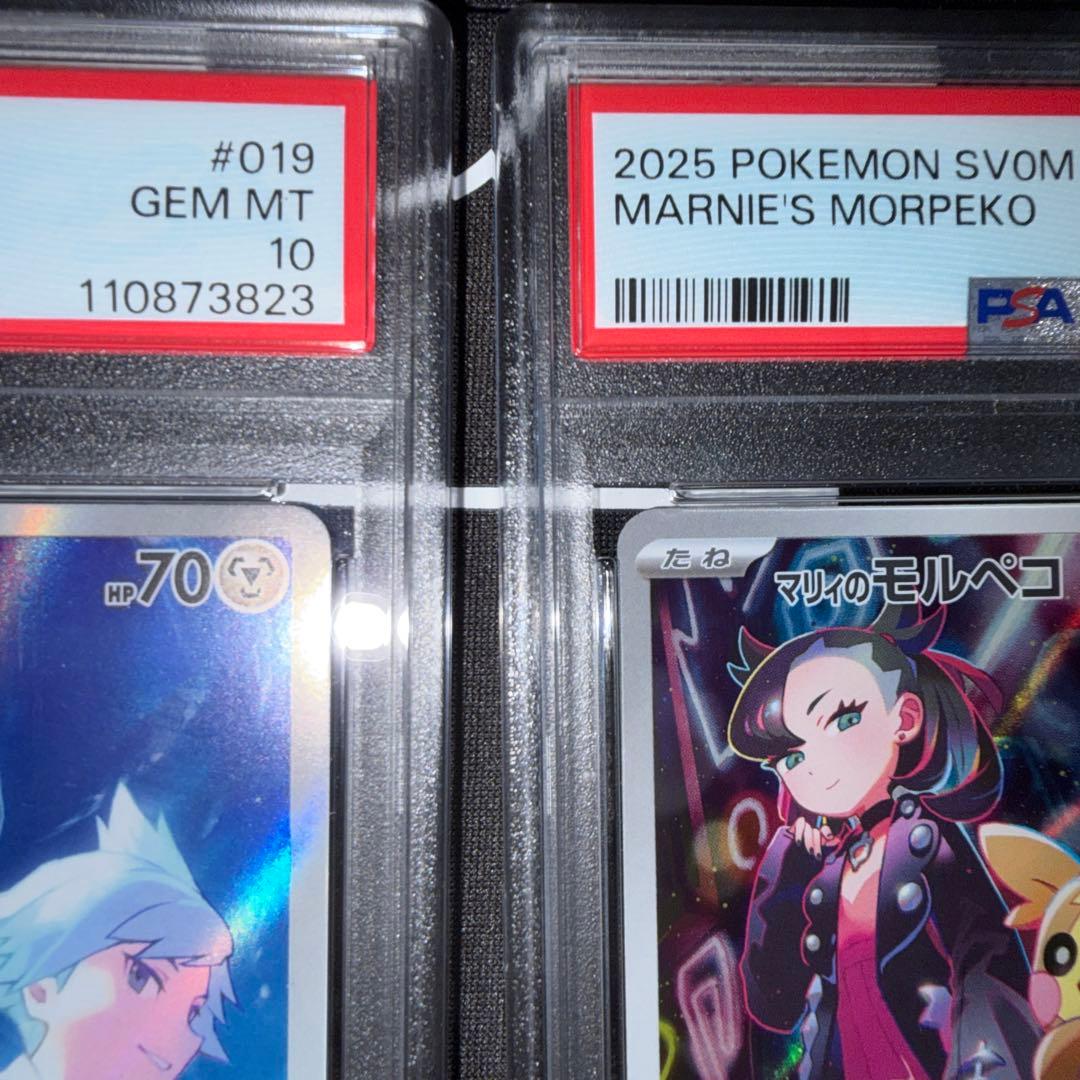 #019
GEM MT
10
110873823
2025 POKEMON SV0M
MARNIE'S MORPEKO
PSA
HP70
たね
マリィのモルペコ